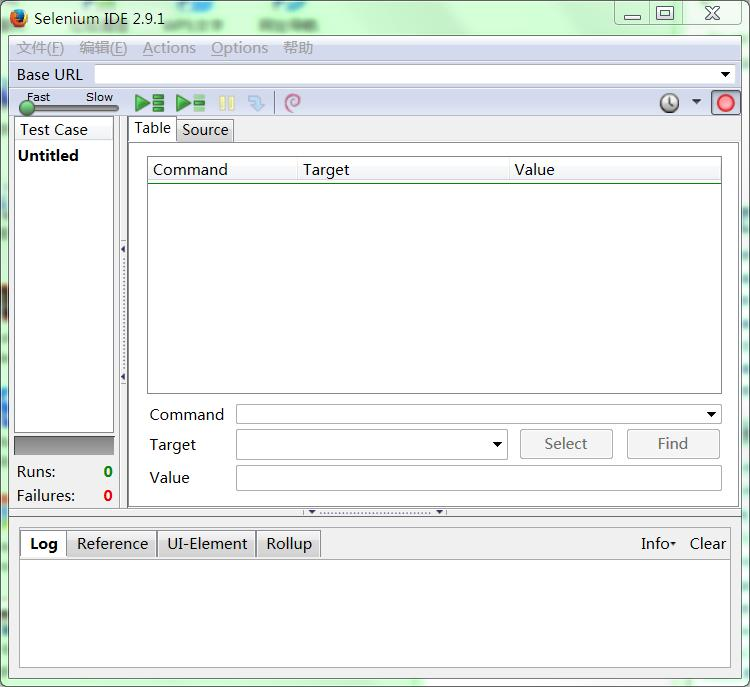 Selenium IDE 2.9.1
文件(F) 编辑(E) Actions Options 帮助
Base URL
Fast Slow
Test Case
Untitled
Table Source
Command Target Value
Command
Target Select Find
Value
Runs: 0
Failures: 0
Log Reference UI-Element Rollup Info Clear